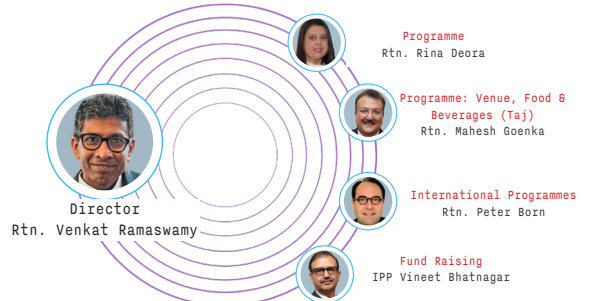 Programme
Rtn. Rina Deora
Programme: Venue, Food &
Beverages (Taj)
Rtn. Mahesh Goenka
Director
Rtn. Venkat Ramaswamy
International Programmes
Rtn. Peter Born
Fund Raising
IPP Vineet Bhatnagar